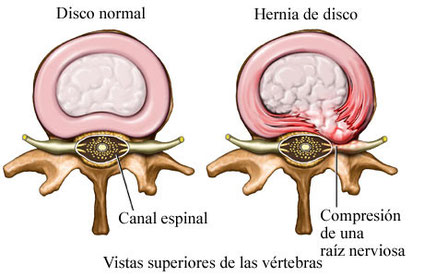 Disco normal
Hernia de disco
Canal espinal
Compresión
de una
raíz nerviosa
Vistas superiores de las vértebras